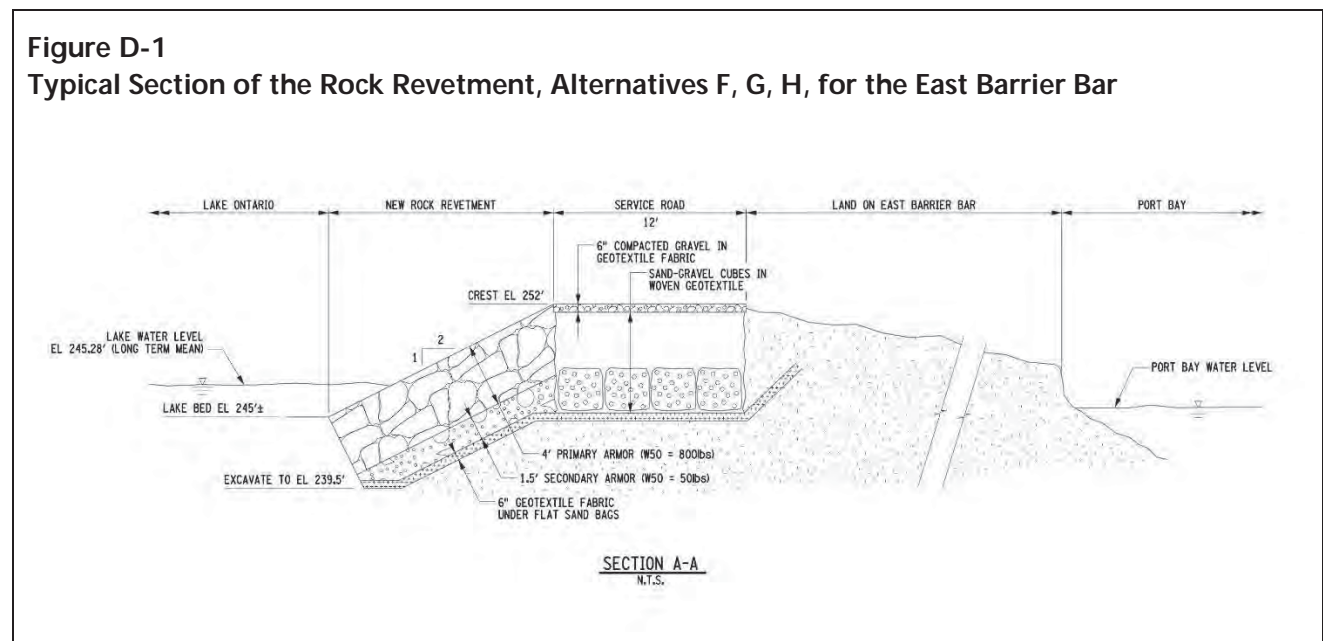 Figure D-1
Typical Section of the Rock Revetment, Alternatives F, G, H, for the East Barrier Bar
LAKE ONTARIO
NEW ROCK REVETMENT
SERVICE ROAD
LAND ON EAST BARRIER BAR
PORT BAY
12'
6" COMPACTED GRAVEL IN
GEOTEXTILE FABRIC
SAND-GRAVEL CUBES IN
WOVEN GEOTEXTILE
CREST EL 252'
2
1
LAKE WATER LEVEL
EL 245.28' (LONG TERM MEAN)
PORT BAY WATER LEVEL
LAKE BED EL 245'±
4' PRIMARY ARMOR (W50 = 800lbs)
1.5' SECONDARY ARMOR (W50 = 50lbs)
EXCAVATE TO EL 239.5'
6" GEOTEXTILE FABRIC
UNDER FLAT SAND BAGS
SECTION A-A
N.T.S.